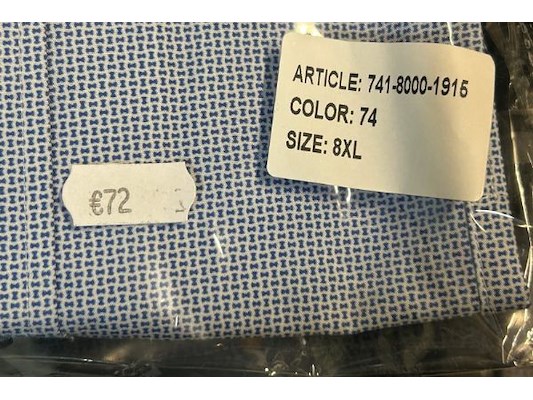 ARTICLE: 741-8000-1915
COLOR: 74
SIZE: 8XL
€72